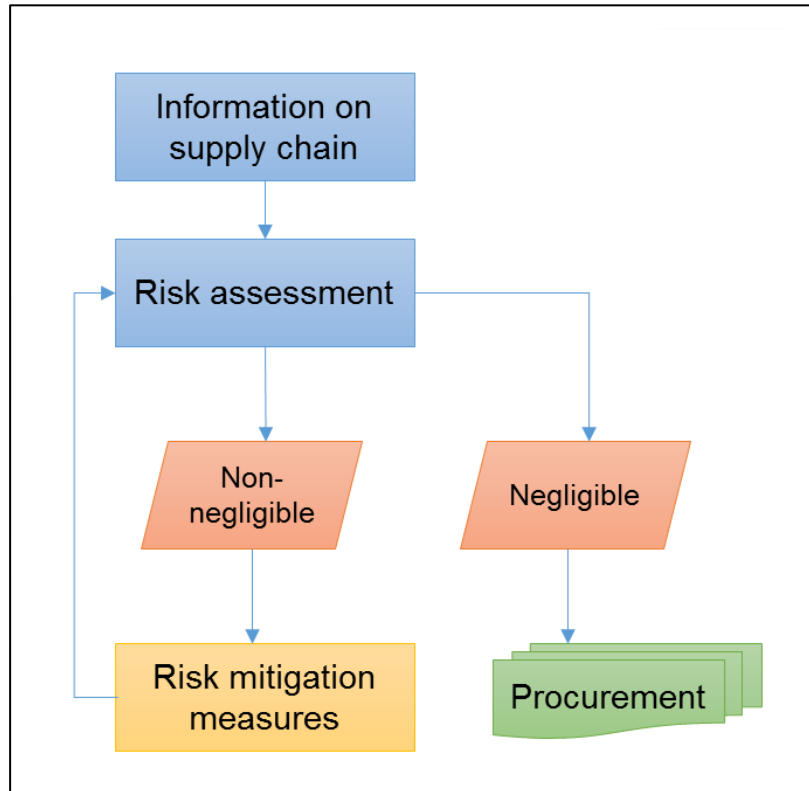 Information on
supply chain
Risk assessment
Non-
negligible
Negligible
Risk mitigation
measures
Procurement